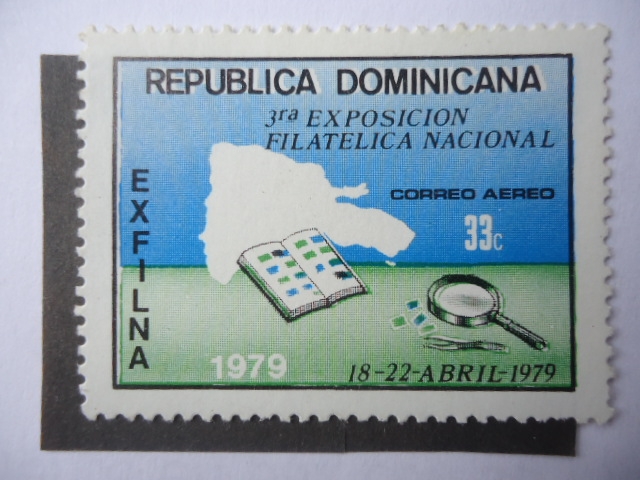 REPUBLICA DOMINICANA
3ra EXPOSICION
FILATELICA NACIONAL
CORREO AEREO
33c
EXFILNA
1979
18-22-ABRIL-1979